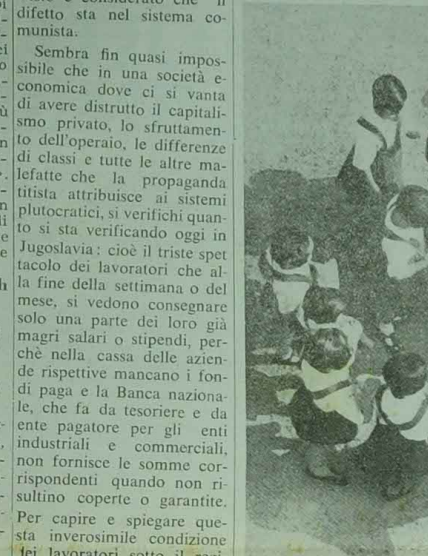 difetto sta nel sistema co-
munista.
Sembra fin quasi impos-
sibile che in una società e-
conomica dove ci si vanta
di avere distrutto il capitali-
smo privato, lo sfruttamen-
to dell'operaio, le differenze
di classi e tutte le altre ma-
lefatte che la propaganda
titista attribuisce ai sistemi
plutocratici, si verifichi quan-
to si sta verificando oggi in
Jugoslavia: cioè il triste spet
tacolo dei lavoratori che al-
la fine della settimana o del
mese, si vedono consegnare
solo una parte dei loro già
magri salari o stipendi, per-
chè nella cassa delle azien-
de rispettive mancano i fon-
di paga e la Banca naziona-
le, che fa da tesoriere e da
ente pagatore per gli enti
industriali e commerciali,
non fornisce le somme cor-
rispondenti quando non ri-
sultino coperte o garantite.
Per capire e spiegare que-
sta inverosimile condizione
dei lavoratori sotto il